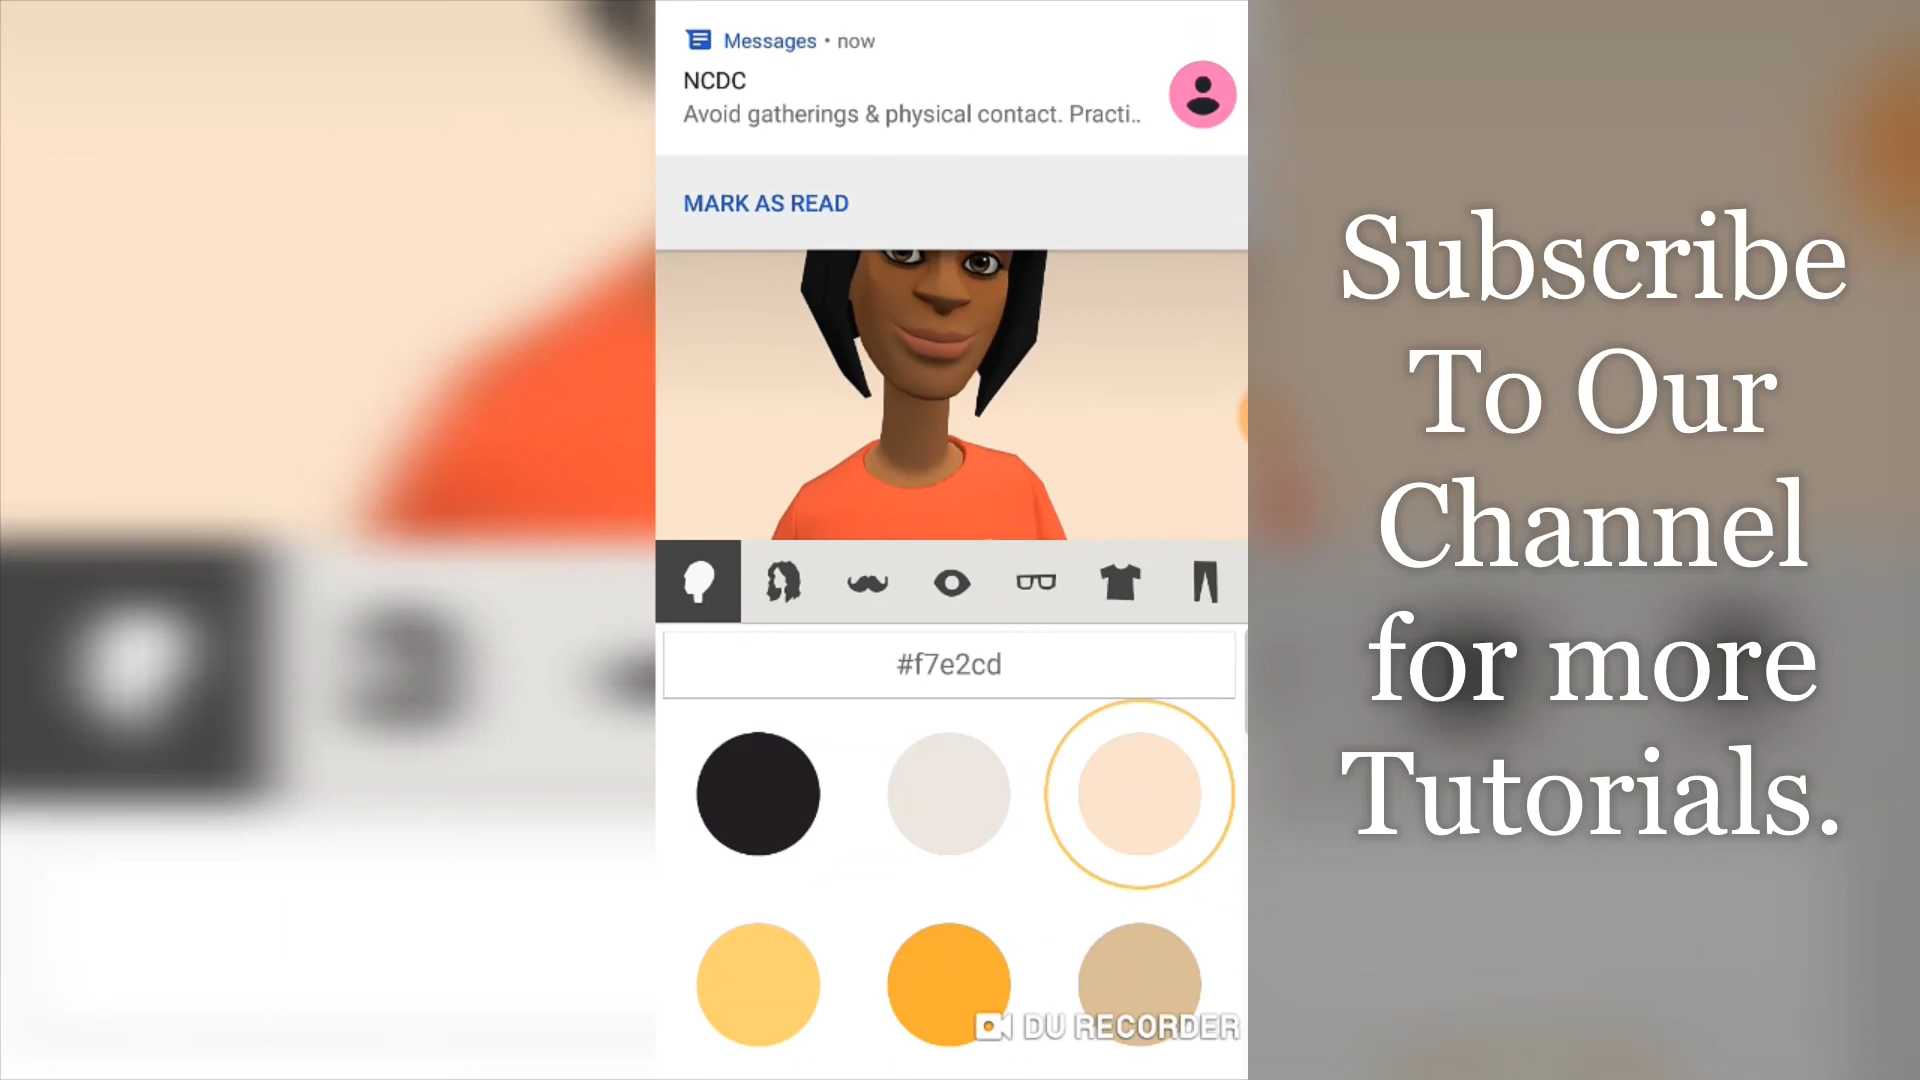 Messages • now
NCDC
Avoid gatherings & physical contact. Practi..
MARK AS READ
#f7e2cd
DU RECORDER
Subscribe
To Our
Channel
for more
Tutorials.